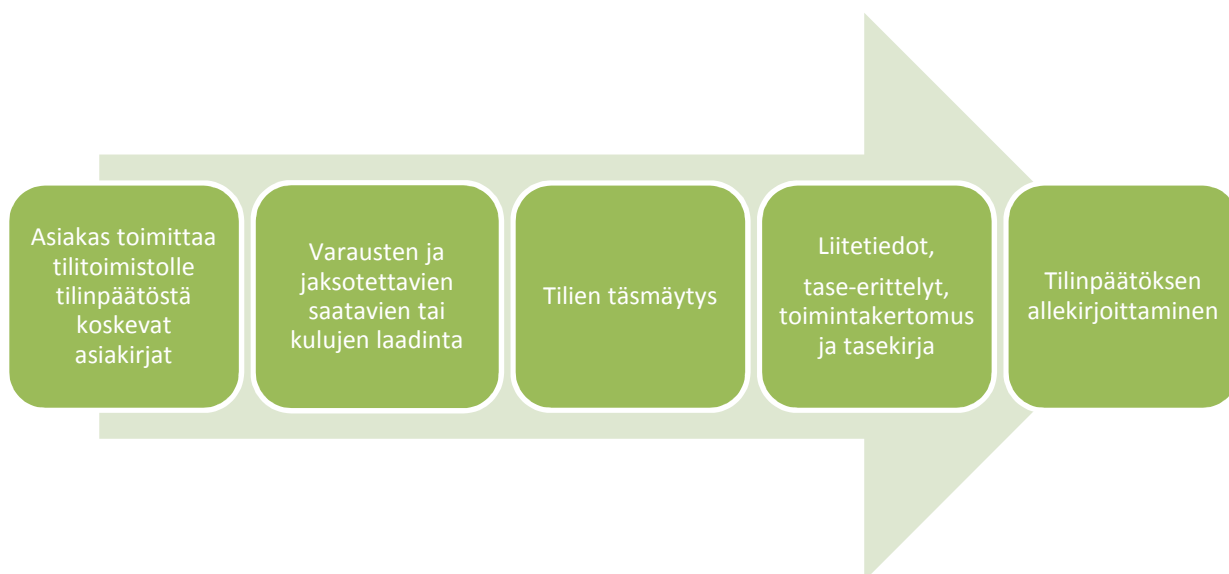 Asiakas toimittaa
tilitoimistolle
tilinpäätöstä
koskevat
asiakirjat
Varausten ja
jaksotettavien
saatavien tai
kulujen laadinta
Tilien täsmäytys
Liitetiedot,
tase-erittelyt,
toimintakertomus
ja tasekirja
Tilinpäätöksen
allekirjoittaminen